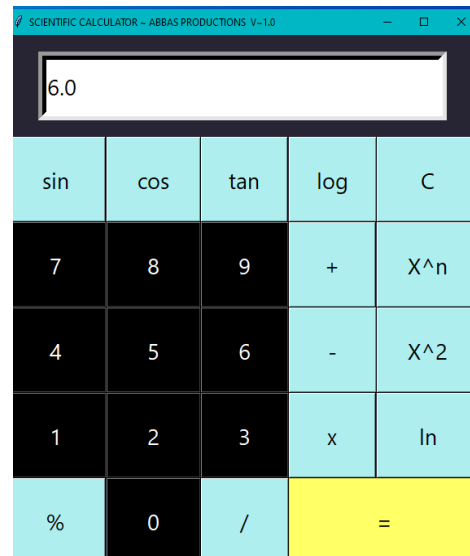 SCIENTIFIC CALCULATOR ~ ABBAS PRODUCTIONS V~1.0
6.0
sin cos tan log C
7 8 9 + X^n
4 5 6 - X^2
1 2 3 x ln
% 0 / =